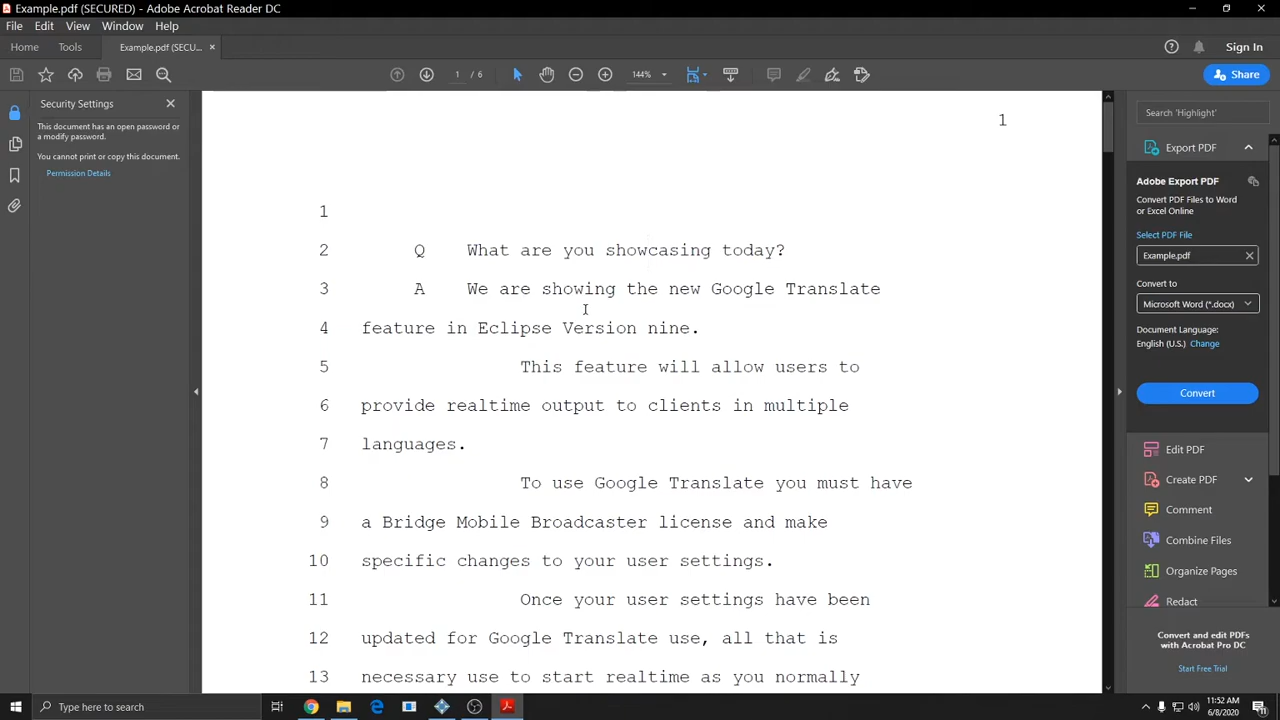 Example.pdf (SECURED) - Adobe Acrobat Reader DC
File Edit View Window Help
Home Tools Example.pdf (SECU... × Sign In
1 / 6 144% Share
Security Settings
This document has an open password or
a modify password.
You cannot print or copy this document.
Permission Details
1
1
2 Q What are you showcasing today?
3 A We are showing the new Google Translate
4 feature in Eclipse Version nine.
5 This feature will allow users to
6 provide realtime output to clients in multiple
7 languages.
8 To use Google Translate you must have
9 a Bridge Mobile Broadcaster license and make
10 specific changes to your user settings.
11 Once your user settings have been
12 updated for Google Translate use, all that is
13 necessary use to start realtime as you normally
Search 'Highlight'
Export PDF
Adobe Export PDF
Convert PDF Files to Word
or Excel Online
Select PDF File
Example.pdf
Convert to
Microsoft Word (*.docx)
Document Language:
English (U.S.) Change
Convert
Edit PDF
Create PDF
Comment
Combine Files
Organize Pages
Redact
Convert and edit PDFs
with Acrobat Pro DC
Start Free Trial
Type here to search
11:52 AM
6/8/2020